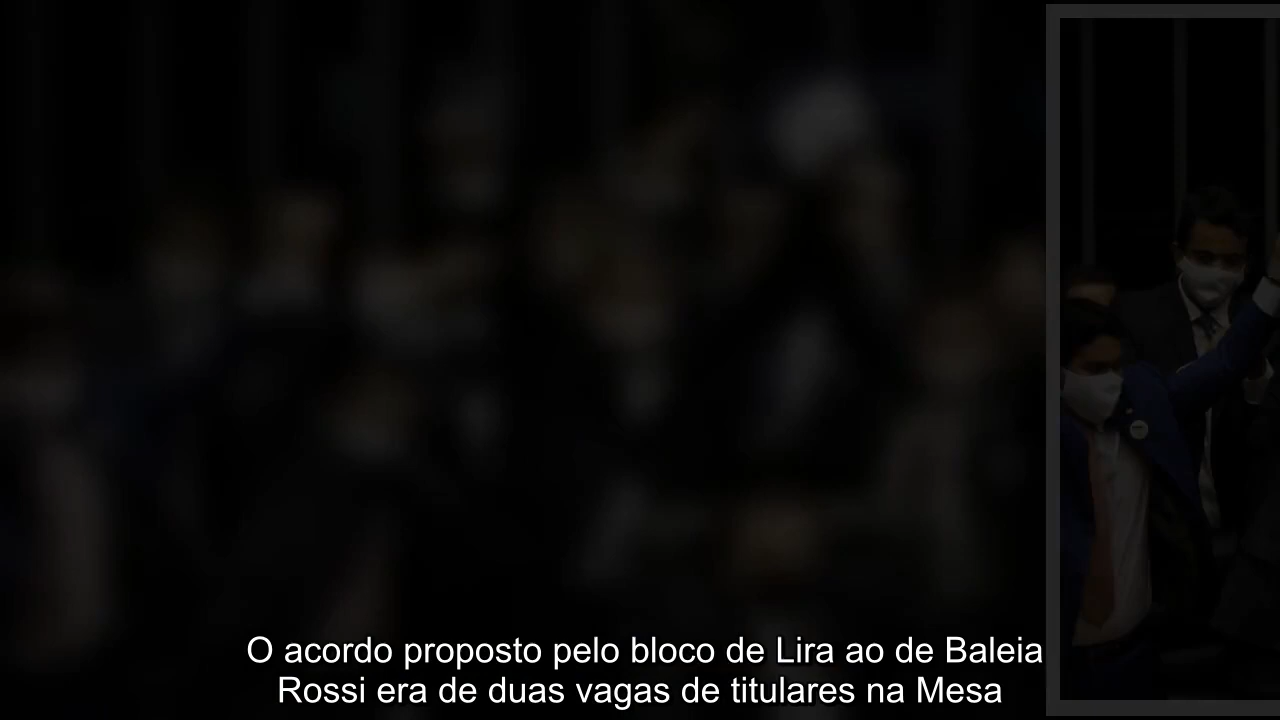 O acordo proposto pelo bloco de Lira ao de Baleia
Rossi era de duas vagas de titulares na Mesa